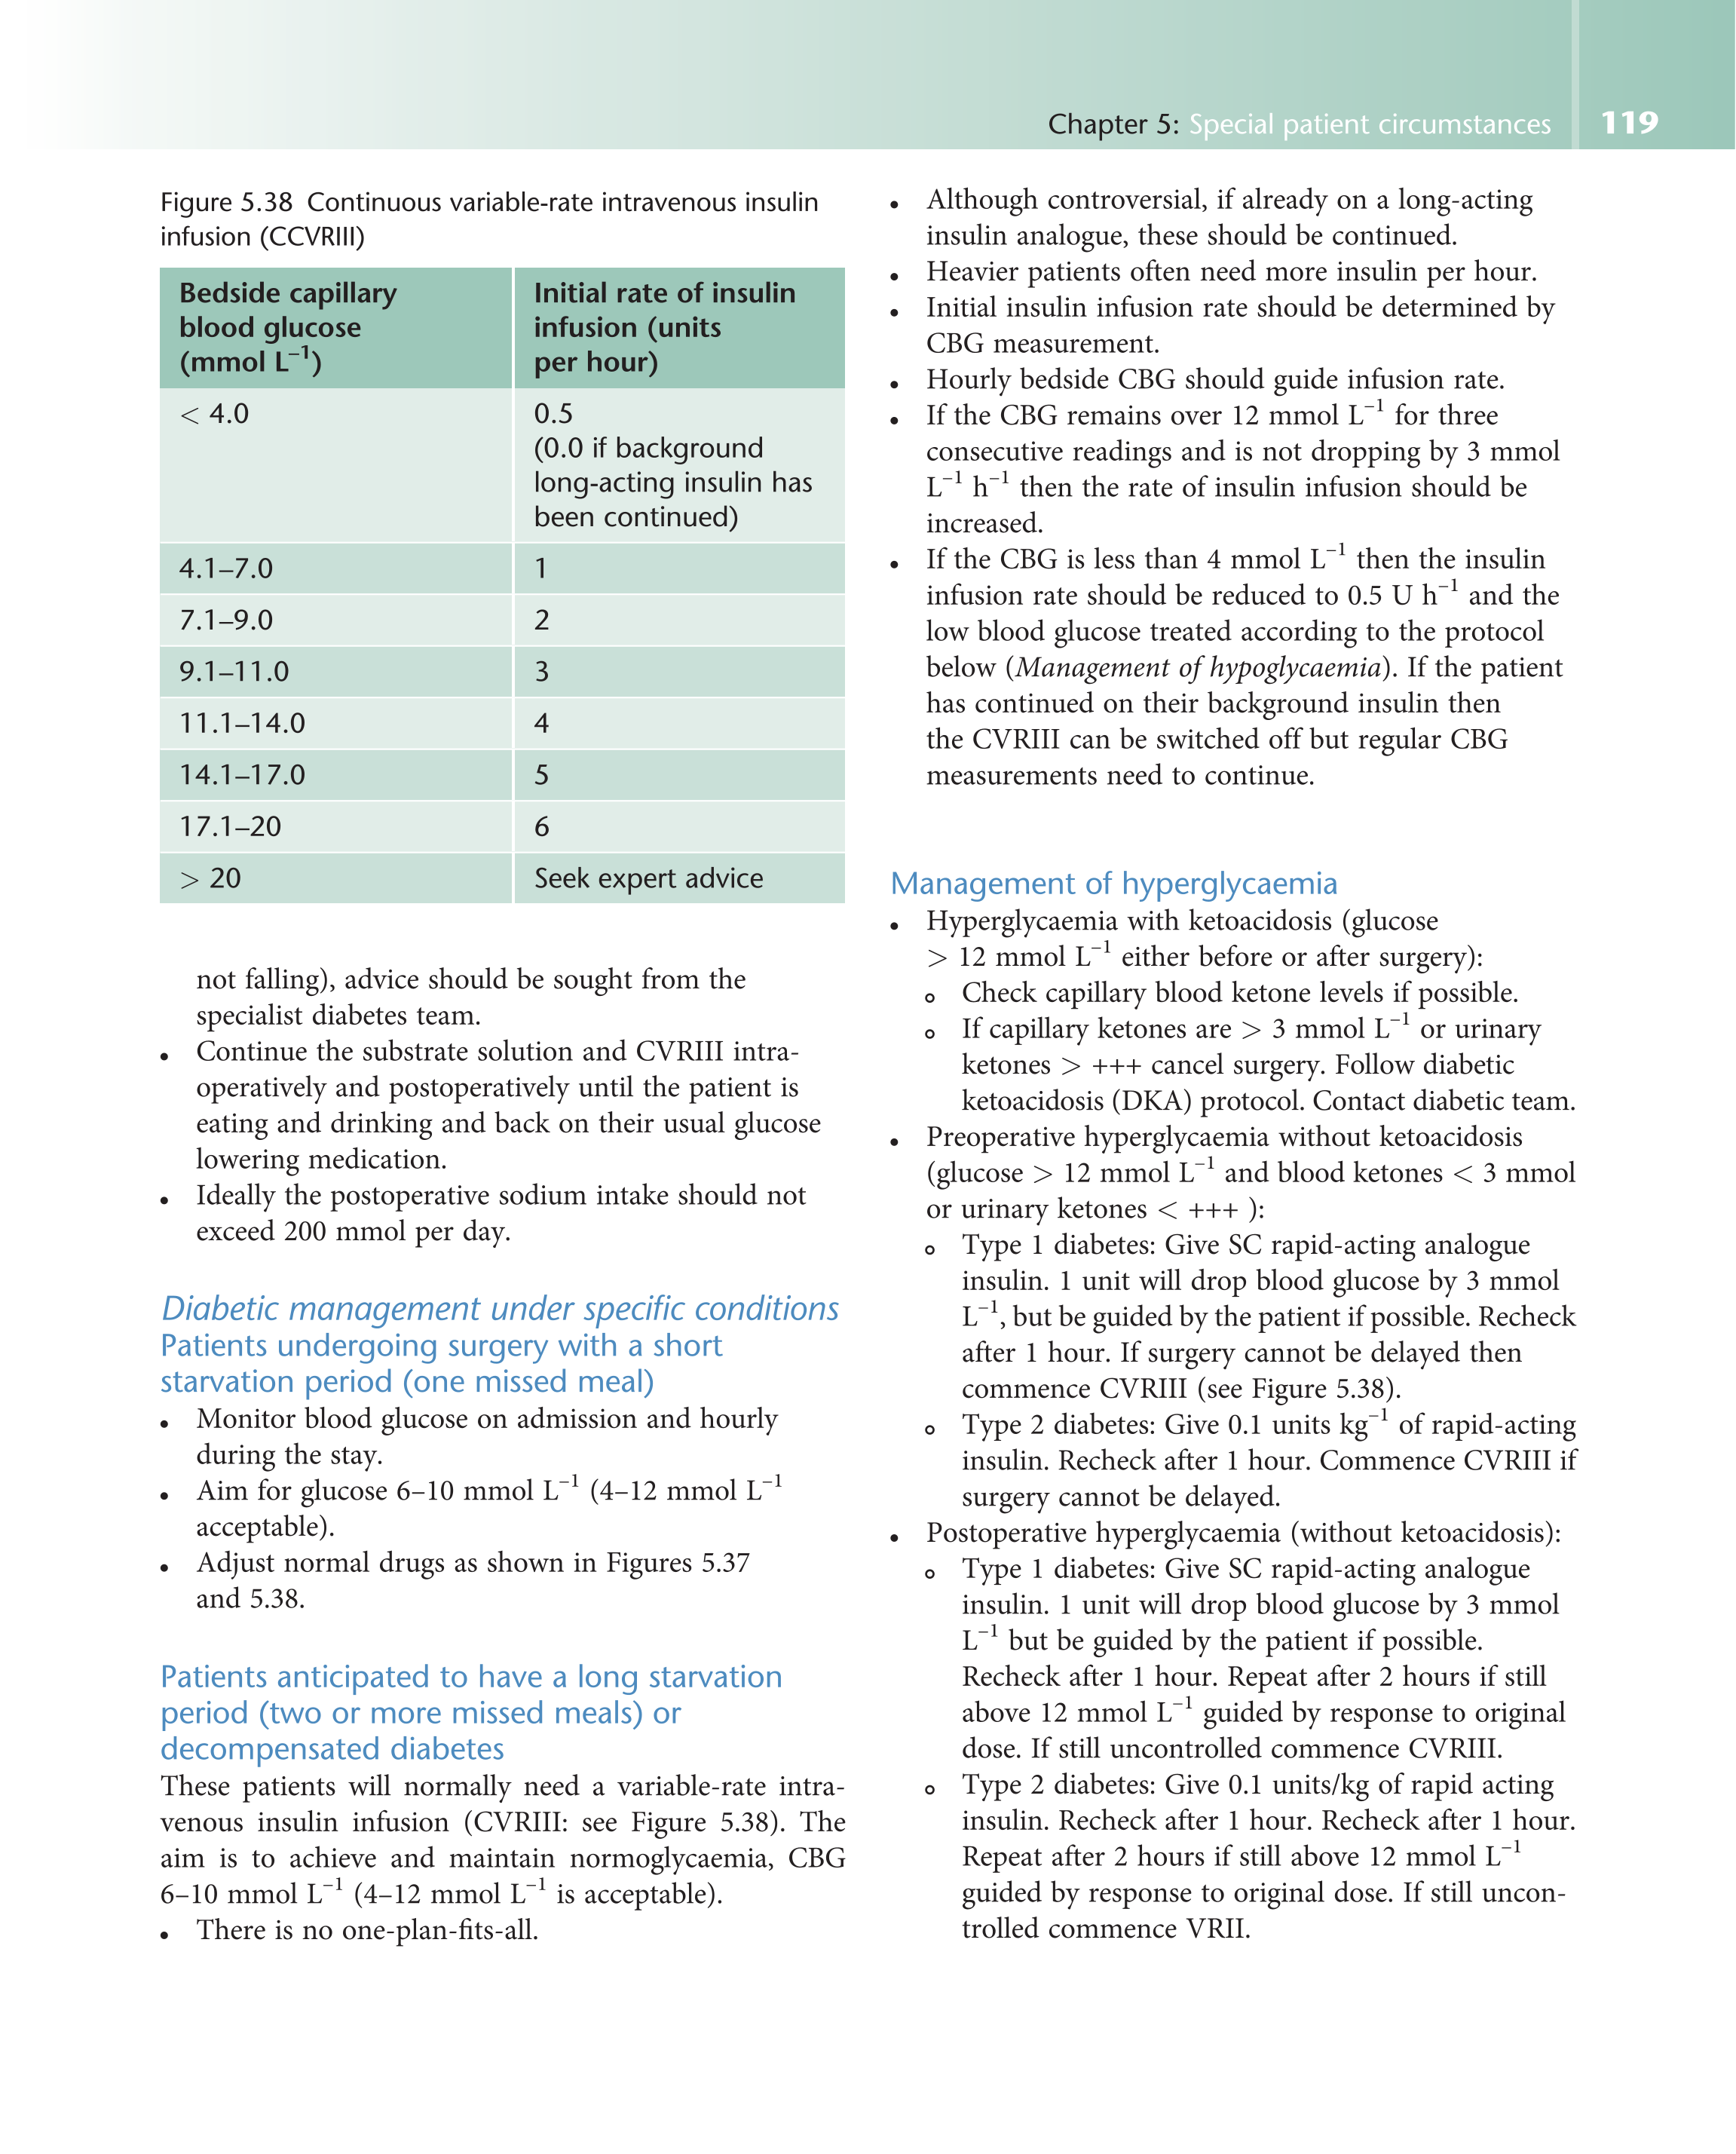 Chapter 5: Special patient circumstances 119
Figure 5.38 Continuous variable-rate intravenous insulin
infusion (CCVRIII)
Bedside capillary
blood glucose
(mmol L⁻¹)
Initial rate of insulin
infusion (units
per hour)
< 4.0
0.5
(0.0 if background
long-acting insulin has
been continued)
4.1–7.0 1
7.1–9.0 2
9.1–11.0 3
11.1–14.0 4
14.1–17.0 5
17.1–20 6
> 20 Seek expert advice
not falling), advice should be sought from the
specialist diabetes team.
• Continue the substrate solution and CVRIII intra-
operatively and postoperatively until the patient is
eating and drinking and back on their usual glucose
lowering medication.
• Ideally the postoperative sodium intake should not
exceed 200 mmol per day.
Diabetic management under specific conditions
Patients undergoing surgery with a short
starvation period (one missed meal)
• Monitor blood glucose on admission and hourly
during the stay.
• Aim for glucose 6–10 mmol L⁻¹ (4–12 mmol L⁻¹
acceptable).
• Adjust normal drugs as shown in Figures 5.37
and 5.38.
Patients anticipated to have a long starvation
period (two or more missed meals) or
decompensated diabetes
These patients will normally need a variable-rate intra-
venous insulin infusion (CVRIII: see Figure 5.38). The
aim is to achieve and maintain normoglycaemia, CBG
6–10 mmol L⁻¹ (4–12 mmol L⁻¹ is acceptable).
• There is no one-plan-fits-all.
• Although controversial, if already on a long-acting
insulin analogue, these should be continued.
• Heavier patients often need more insulin per hour.
• Initial insulin infusion rate should be determined by
CBG measurement.
• Hourly bedside CBG should guide infusion rate.
• If the CBG remains over 12 mmol L⁻¹ for three
consecutive readings and is not dropping by 3 mmol
L⁻¹ h⁻¹ then the rate of insulin infusion should be
increased.
• If the CBG is less than 4 mmol L⁻¹ then the insulin
infusion rate should be reduced to 0.5 U h⁻¹ and the
low blood glucose treated according to the protocol
below (Management of hypoglycaemia). If the patient
has continued on their background insulin then
the CVRIII can be switched off but regular CBG
measurements need to continue.
Management of hyperglycaemia
• Hyperglycaemia with ketoacidosis (glucose
> 12 mmol L⁻¹ either before or after surgery):
○ Check capillary blood ketone levels if possible.
○ If capillary ketones are > 3 mmol L⁻¹ or urinary
ketones > +++ cancel surgery. Follow diabetic
ketoacidosis (DKA) protocol. Contact diabetic team.
• Preoperative hyperglycaemia without ketoacidosis
(glucose > 12 mmol L⁻¹ and blood ketones < 3 mmol
or urinary ketones < +++ ):
○ Type 1 diabetes: Give SC rapid-acting analogue
insulin. 1 unit will drop blood glucose by 3 mmol
L⁻¹, but be guided by the patient if possible. Recheck
after 1 hour. If surgery cannot be delayed then
commence CVRIII (see Figure 5.38).
○ Type 2 diabetes: Give 0.1 units kg⁻¹ of rapid-acting
insulin. Recheck after 1 hour. Commence CVRIII if
surgery cannot be delayed.
• Postoperative hyperglycaemia (without ketoacidosis):
○ Type 1 diabetes: Give SC rapid-acting analogue
insulin. 1 unit will drop blood glucose by 3 mmol
L⁻¹ but be guided by the patient if possible.
Recheck after 1 hour. Repeat after 2 hours if still
above 12 mmol L⁻¹ guided by response to original
dose. If still uncontrolled commence CVRIII.
○ Type 2 diabetes: Give 0.1 units/kg of rapid acting
insulin. Recheck after 1 hour. Recheck after 1 hour.
Repeat after 2 hours if still above 12 mmol L⁻¹
guided by response to original dose. If still uncon-
trolled commence VRII.